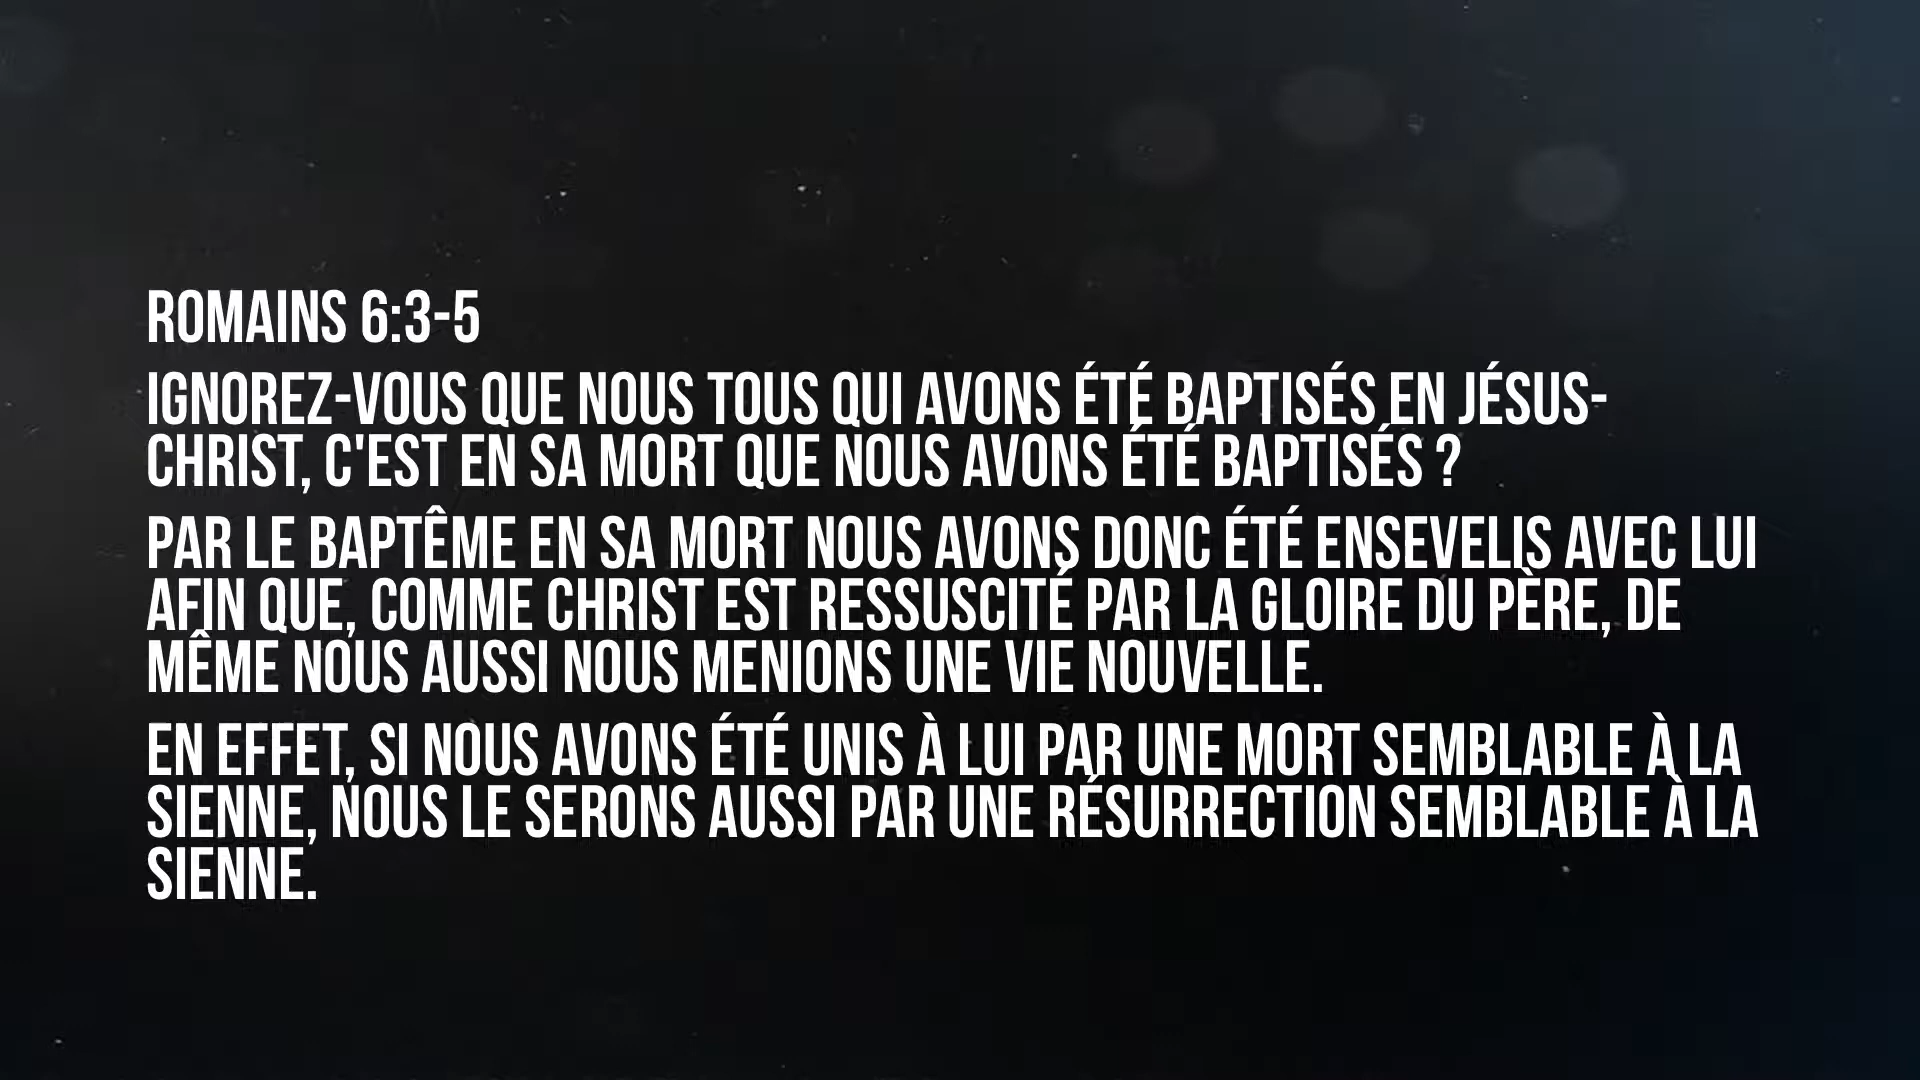 ROMAINS 6:3-5
IGNOREZ-VOUS QUE NOUS TOUS QUI AVONS ÉTÉ BAPTISÉS EN JÉSUS-
CHRIST, C'EST EN SA MORT QUE NOUS AVONS ÉTÉ BAPTISÉS ?
PAR LE BAPTÊME EN SA MORT NOUS AVONS DONC ÉTÉ ENSEVELIS AVEC LUI
AFIN QUE, COMME CHRIST EST RESSUSCITÉ PAR LA GLOIRE DU PÈRE, DE
MÊME NOUS AUSSI NOUS MENIONS UNE VIE NOUVELLE.
EN EFFET, SI NOUS AVONS ÉTÉ UNIS À LUI PAR UNE MORT SEMBLABLE À LA
SIENNE, NOUS LE SERONS AUSSI PAR UNE RÉSURRECTION SEMBLABLE À LA
SIENNE.